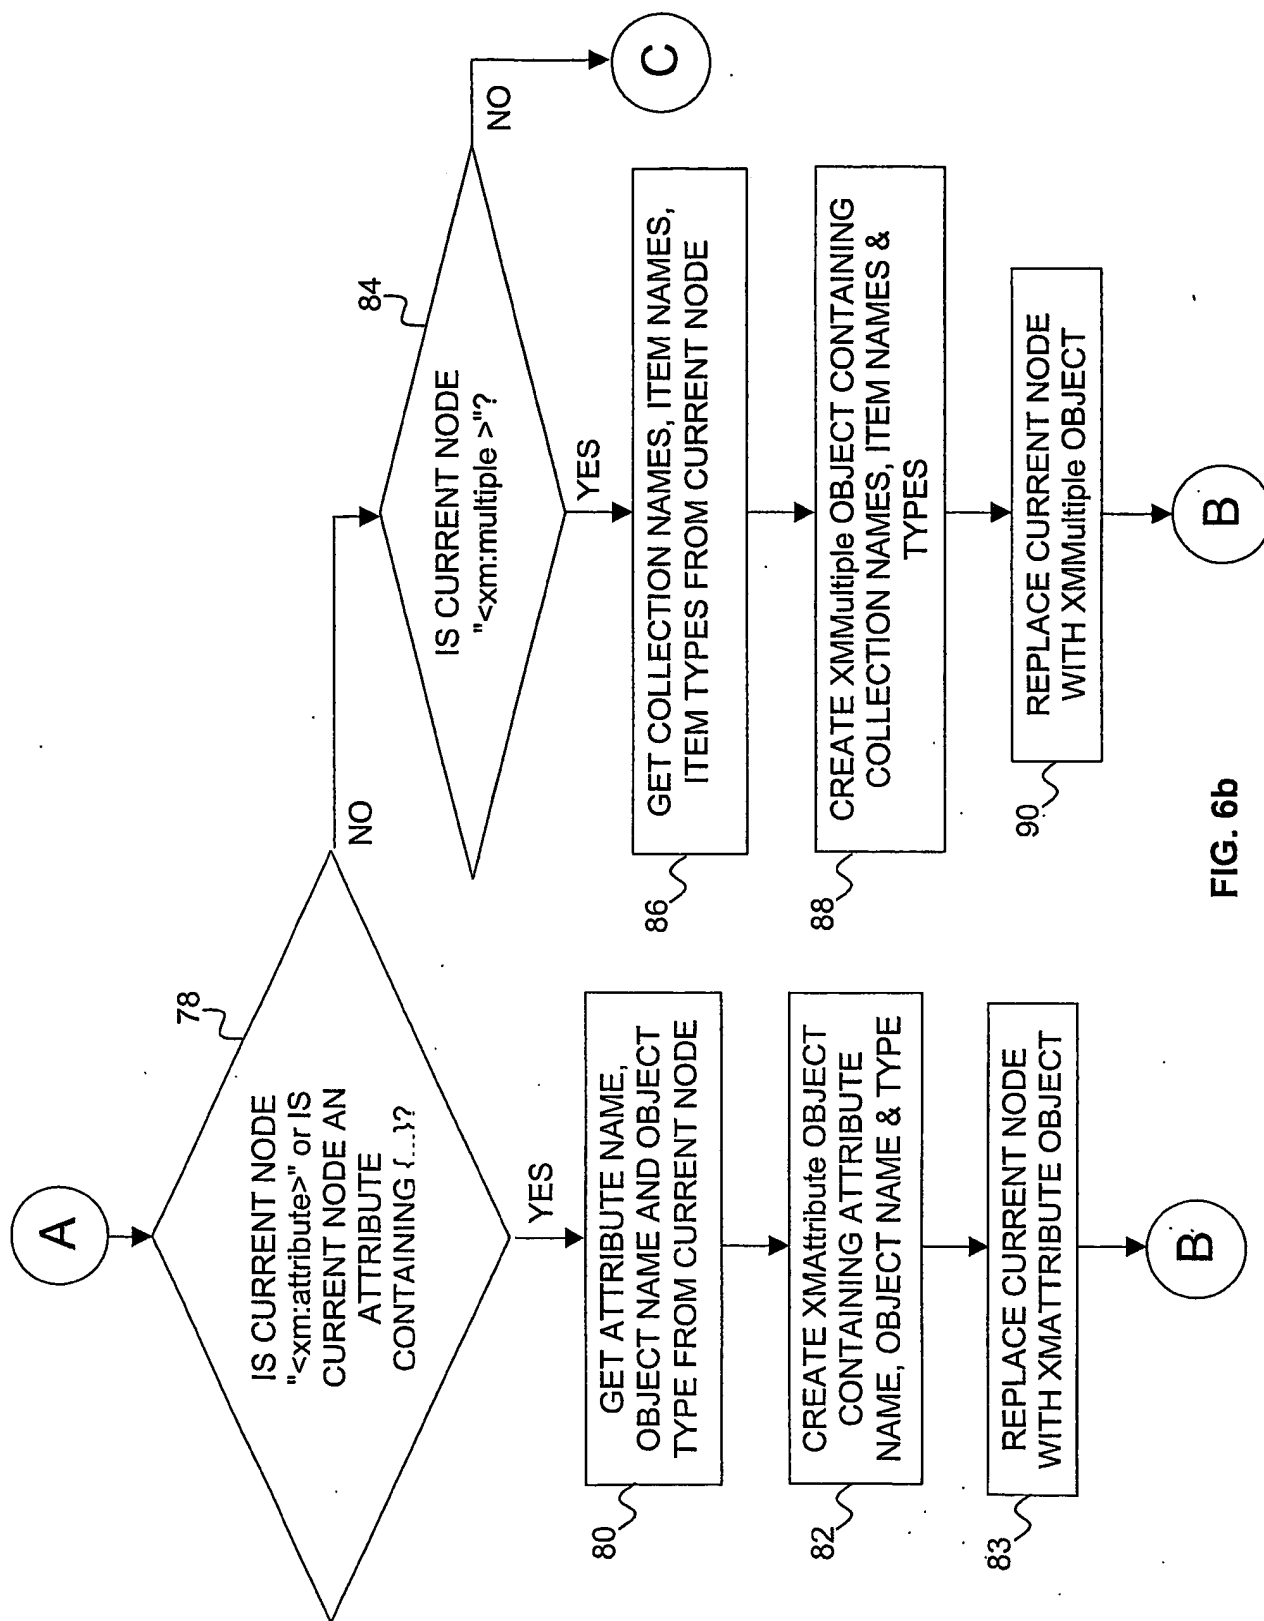 A
78
IS CURRENT NODE
"<xm:attribute>" or IS
CURRENT NODE AN
ATTRIBUTE
CONTAINING {...}?
NO
YES
80
GET ATTRIBUTE NAME,
OBJECT NAME AND OBJECT
TYPE FROM CURRENT NODE
82
CREATE XMAttribute OBJECT
CONTAINING ATTRIBUTE
NAME, OBJECT NAME & TYPE
83
REPLACE CURRENT NODE
WITH XMATTRIBUTE OBJECT
B
84
IS CURRENT NODE
"<xm:multiple >"?
NO
C
YES
86
GET COLLECTION NAMES, ITEM NAMES,
ITEM TYPES FROM CURRENT NODE
88
CREATE XMMultiple OBJECT CONTAINING
COLLECTION NAMES, ITEM NAMES &
TYPES
90
REPLACE CURRENT NODE
WITH XMMultiple OBJECT
B
FIG. 6b